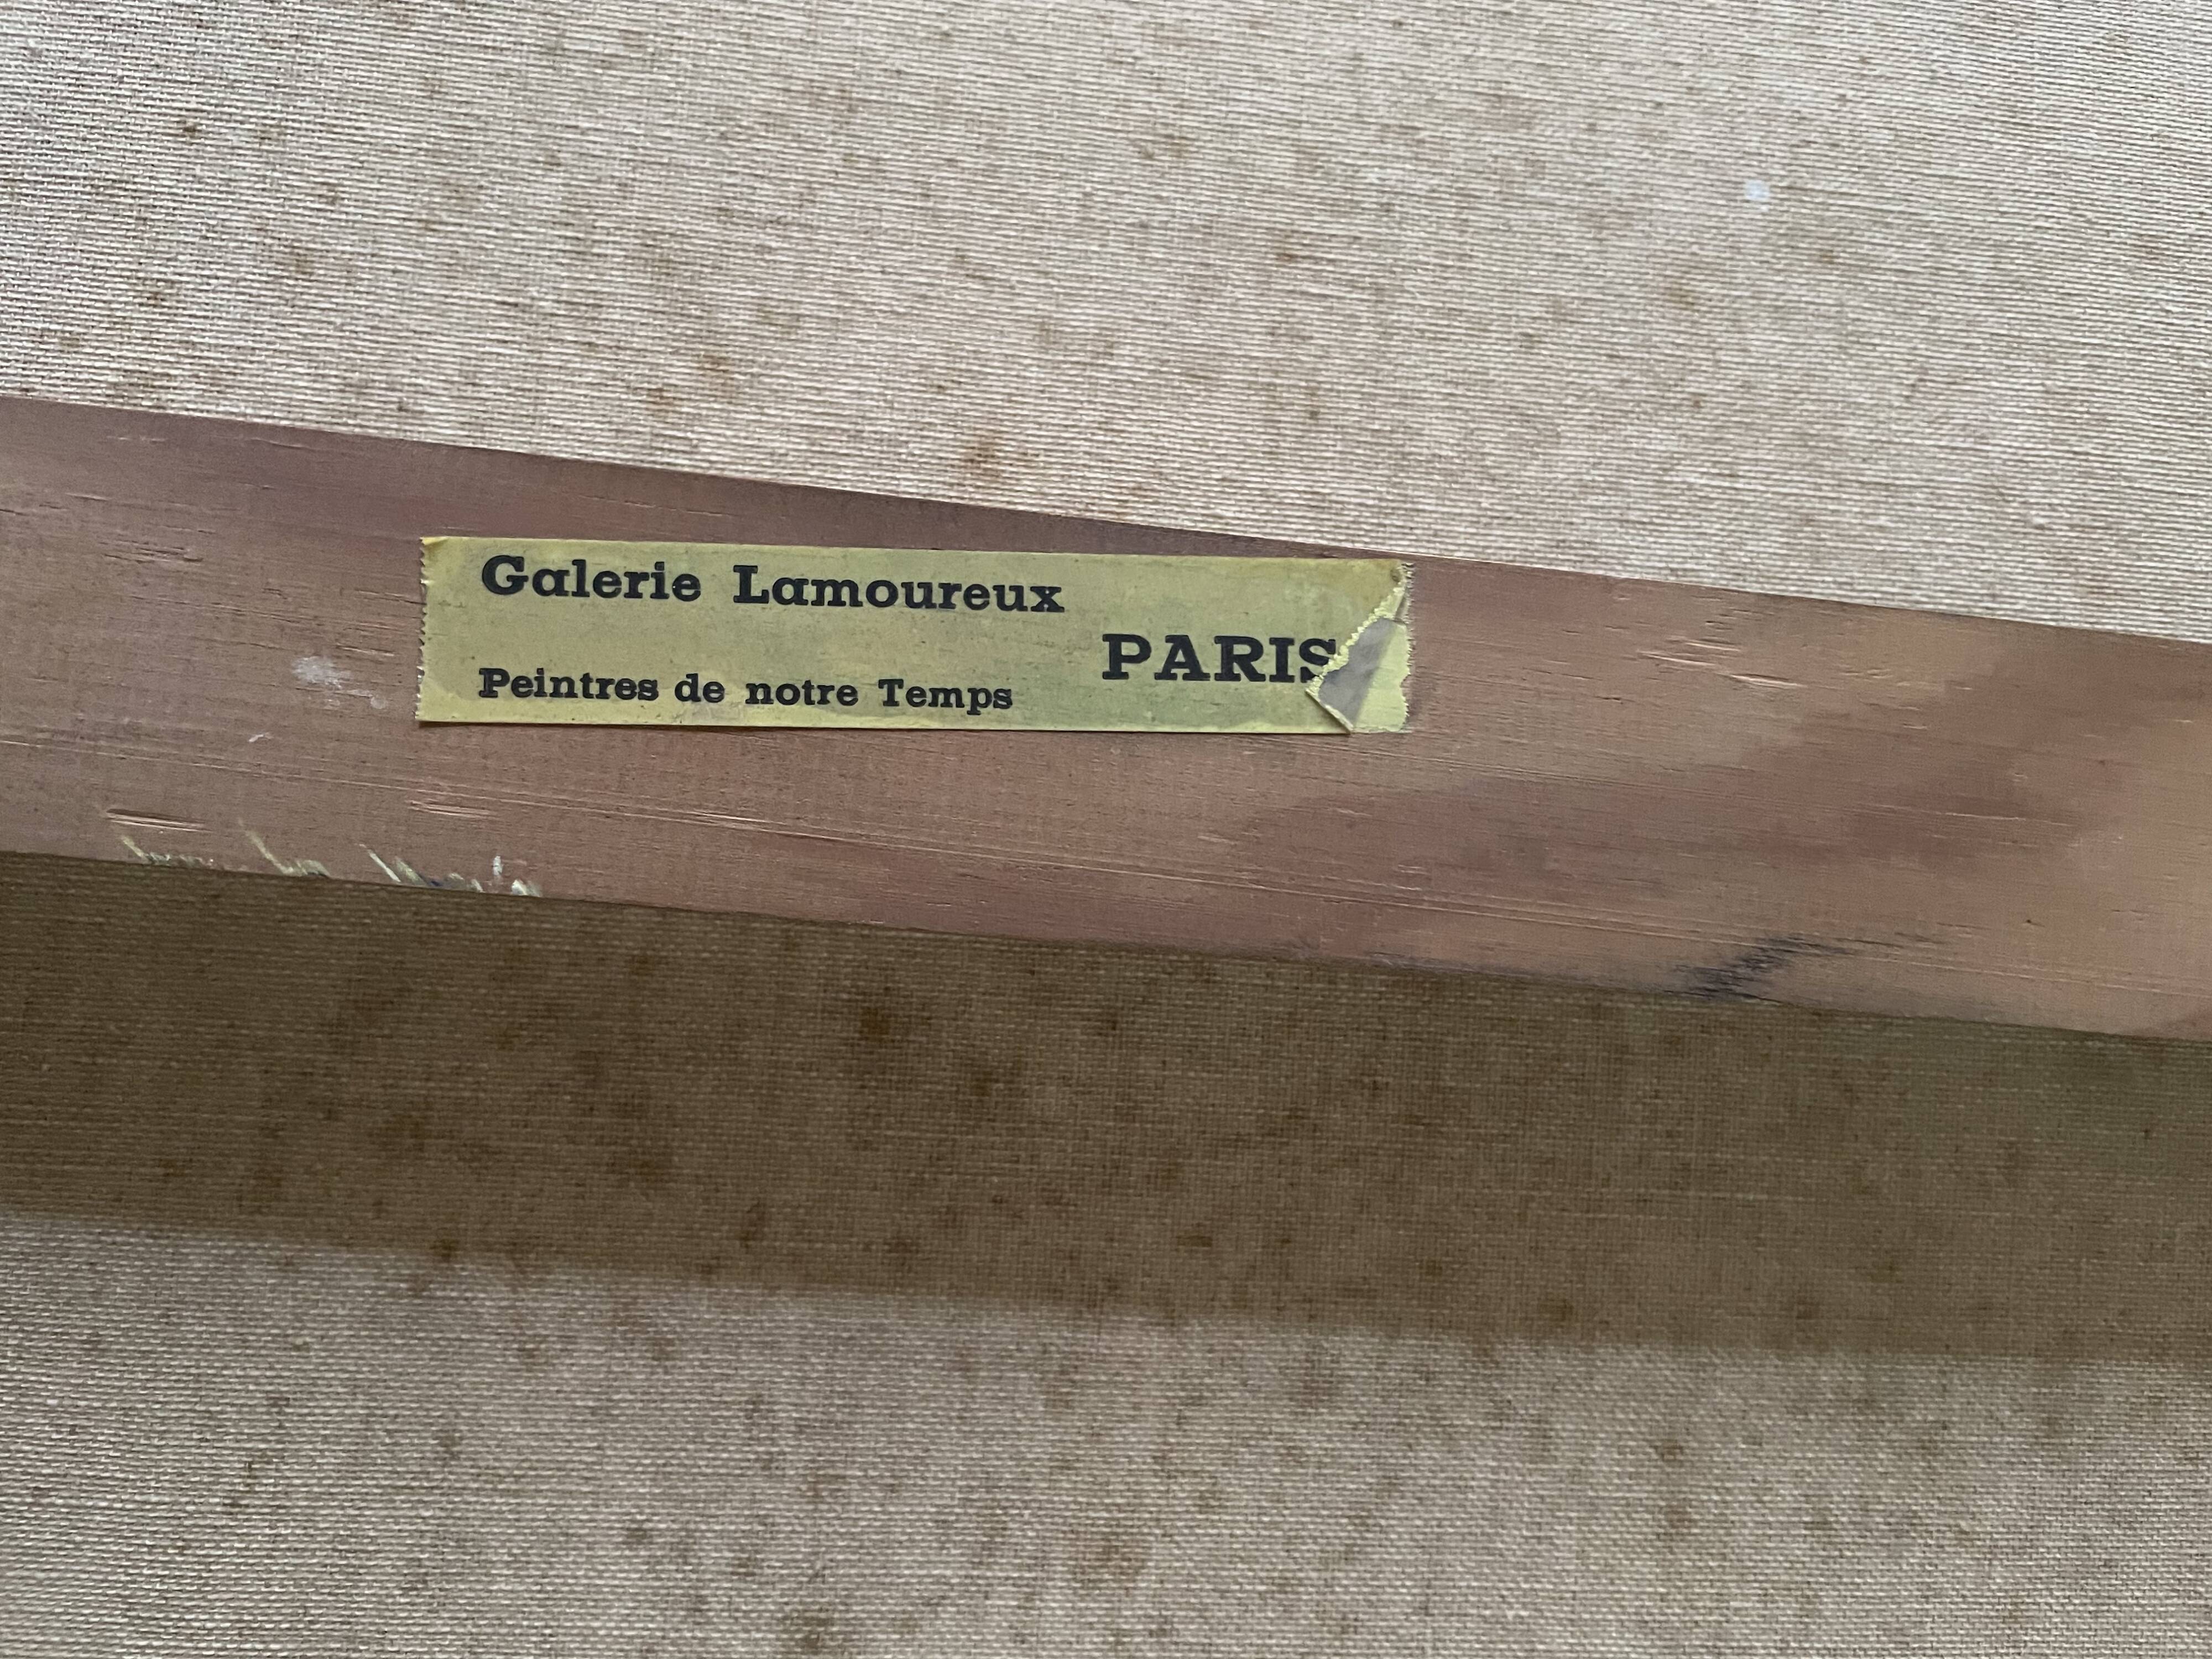 Galerie Lamoureux
PARIS
Peintres de notre Temps